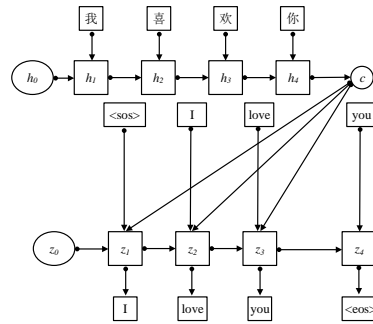 我 喜 欢 你
h0 h1 h2 h3 h4 c
<sos> I love you
z0 z1 z2 z3 z4
I love you <eos>